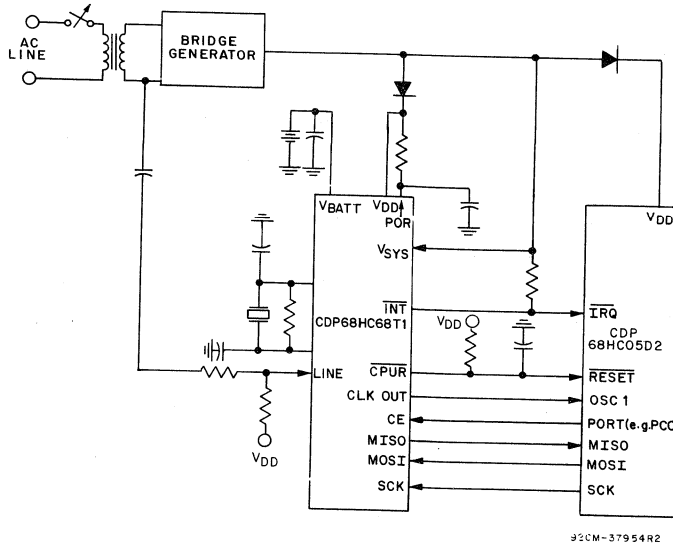 AC
LINE
BRIDGE
GENERATOR
VBATT
VDD
POR
VDD
VSYS
INT
CDP68HC68T1
VDD
IRQ
CDP
68HC05D2
CPUR
RESET
LINE
CLK OUT
OSC 1
CE
PORT(e.g.PCO
VDD
MISO
MISO
MOSI
MOSI
SCK
SCK
92CM-37954R2